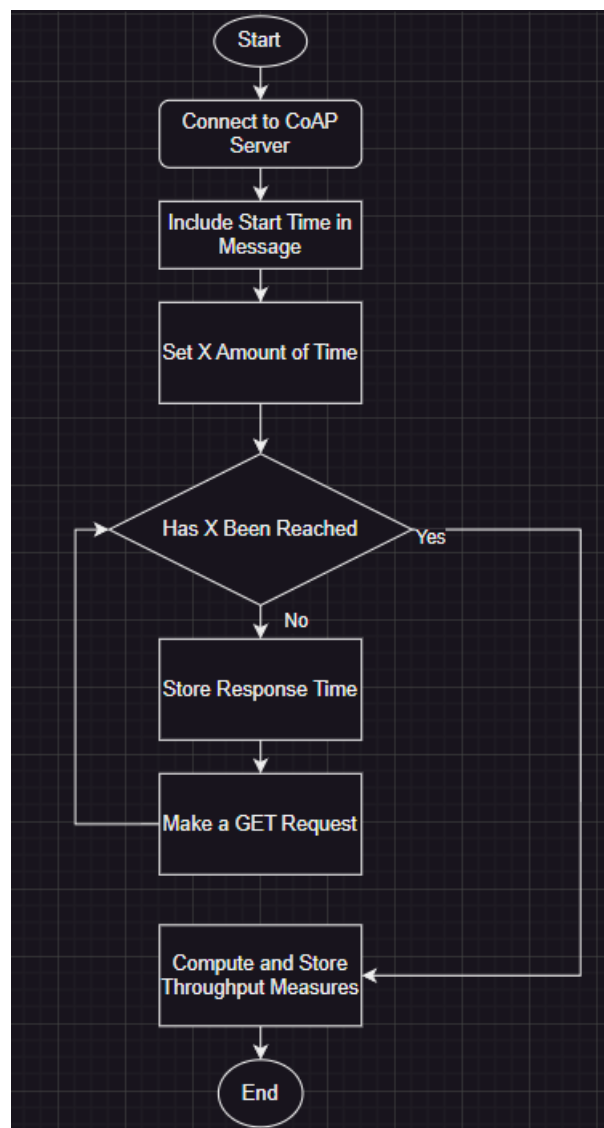 Start
Connect to CoAP
Server
Include Start Time in
Message
Set X Amount of Time
Has X Been Reached
Yes
No
Store Response Time
Make a GET Request
Compute and Store
Throughput Measures
End